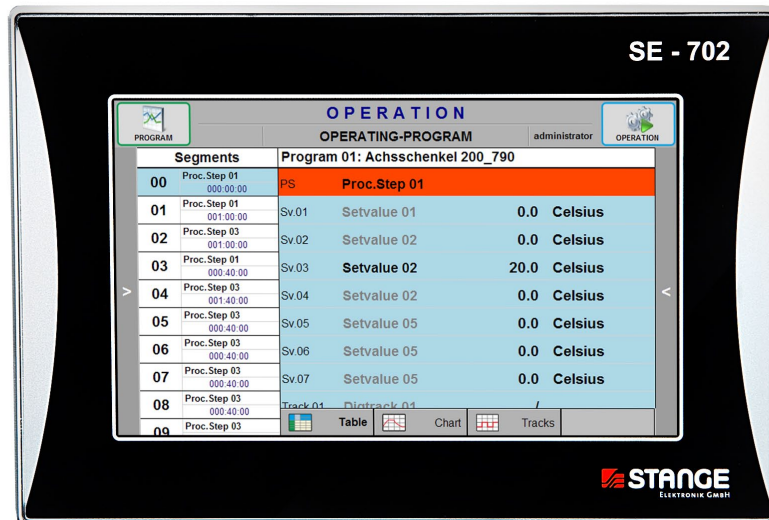 SE - 702
OPERATION
PROGRAM
OPERATING-PROGRAM
administrator
OPERATION
Segments
Program 01: Achsschenkel 200_790
00 Proc.Step 01
000:00:00
PS Proc.Step 01
01 Proc.Step 01
001:00:00
Sv.01 Setvalue 01 0.0 Celsius
02 Proc.Step 03
001:00:00
Sv.02 Setvalue 02 0.0 Celsius
03 Proc.Step 01
000:40:00
Sv.03 Setvalue 02 20.0 Celsius
> <
04 Proc.Step 03
001:40:00
Sv.04 Setvalue 02 0.0 Celsius
05 Proc.Step 03
000:40:00
Sv.05 Setvalue 05 0.0 Celsius
06 Proc.Step 03
000:40:00
Sv.06 Setvalue 05 0.0 Celsius
07 Proc.Step 03
000:40:00
Sv.07 Setvalue 05 0.0 Celsius
08 Proc.Step 03
000:40:00
Track 01 Digtrack 01 /
09 Proc.Step 03
Table Chart Tracks
STANGE
ELEKTRONIK GMBH